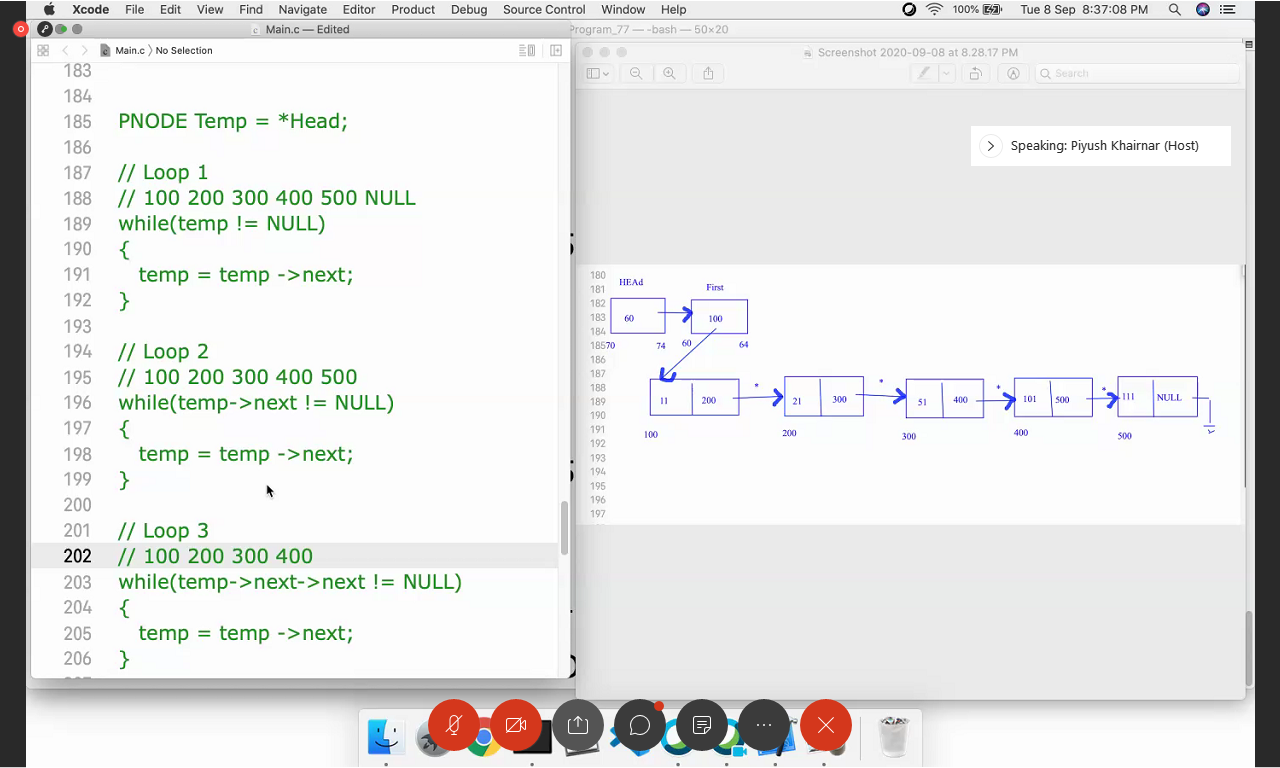 Xcode File Edit View Find Navigate Editor Product Debug Source Control Window Help 100% Tue 8 Sep 8:37:08 PM
Main.c — Edited
Program_77 — -bash — 50×20
Main.c 〉 No Selection
Screenshot 2020-09-08 at 8.28.17 PM
Search
Speaking: Piyush Khairnar (Host)
183
184
185 PNODE Temp = *Head;
186
187 // Loop 1
188 // 100 200 300 400 500 NULL
189 while(temp != NULL)
190 {
191 temp = temp ->next;
192 }
193
194 // Loop 2
195 // 100 200 300 400 500
196 while(temp->next != NULL)
197 {
198 temp = temp ->next;
199 }
200
201 // Loop 3
202 // 100 200 300 400
203 while(temp->next->next != NULL)
204 {
205 temp = temp ->next;
206 }
180
181
182
183
184
185
186
187
188
189
190
191
192
193
194
195
196
197
HEAd First
60 100
70 74 60 64
11 200 * 21 300 * 51 400 * 101 500 * 111 NULL
100 200 300 400 500